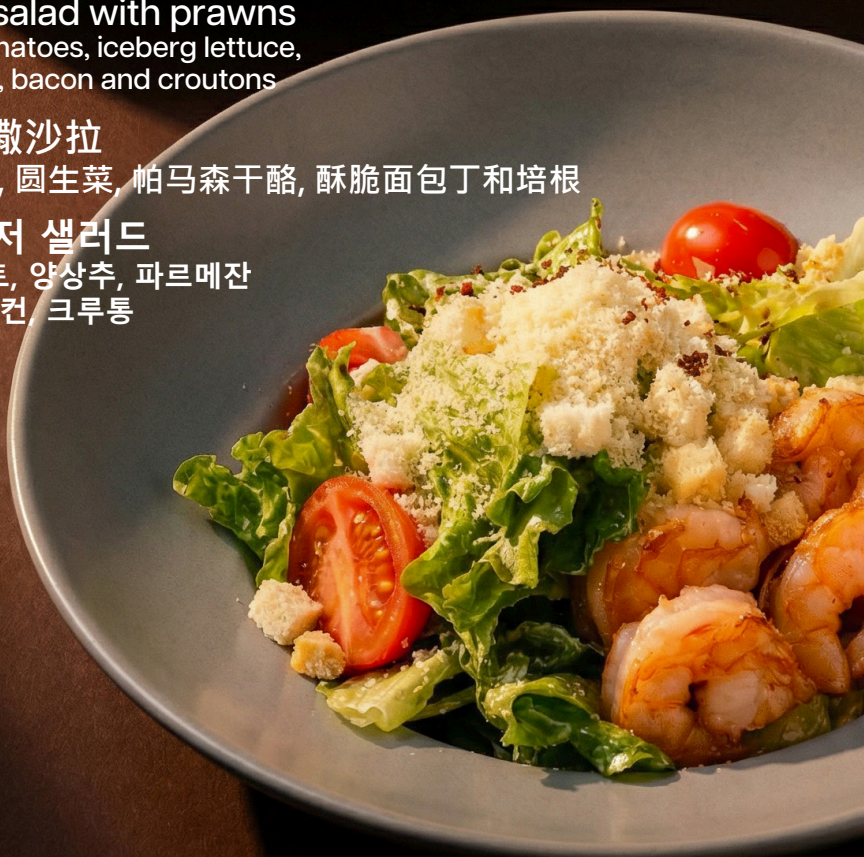 salad with prawns
natoes, iceberg lettuce,
, bacon and croutons
撒沙拉
, 圆生菜, 帕马森干酪, 酥脆面包丁和培根
저 샐러드
트, 양상추, 파르메잔
컨, 크루통